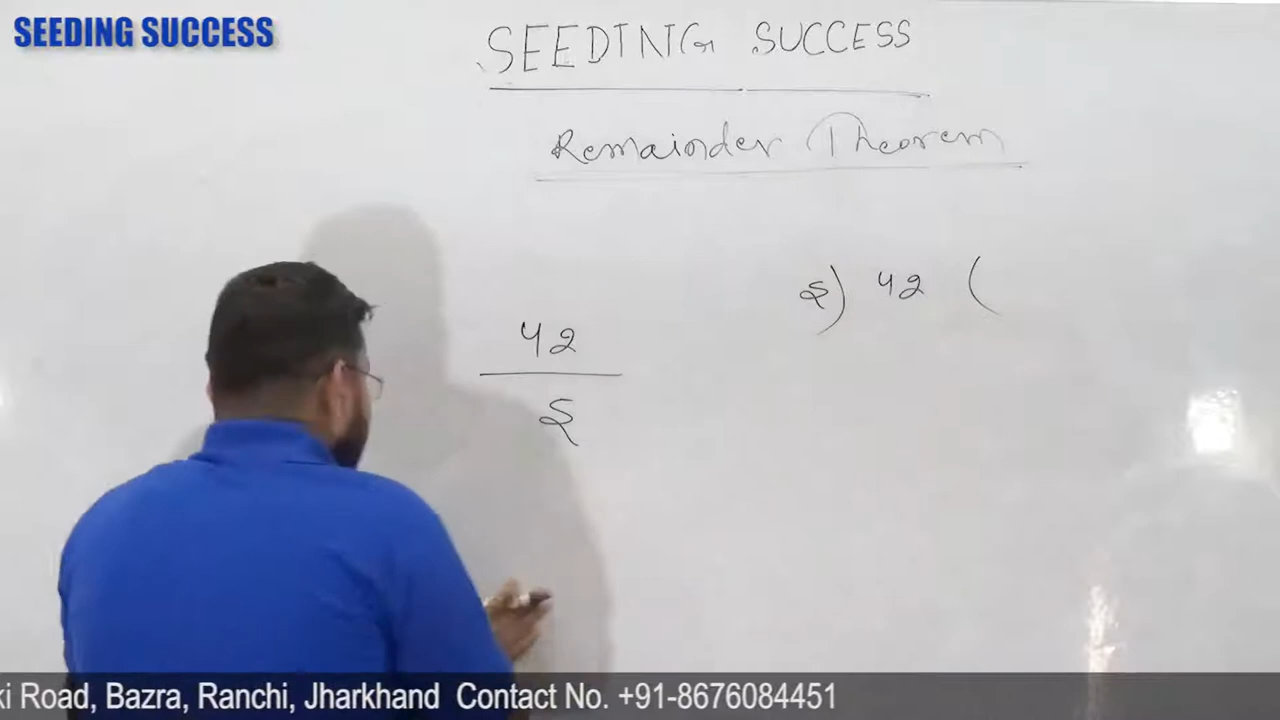 SEEDING SUCCESS
SEEDING SUCCESS
Remainder Theorem
42
5) 42 (
5
ki Road, Bazra, Ranchi, Jharkhand Contact No. +91-8676084451